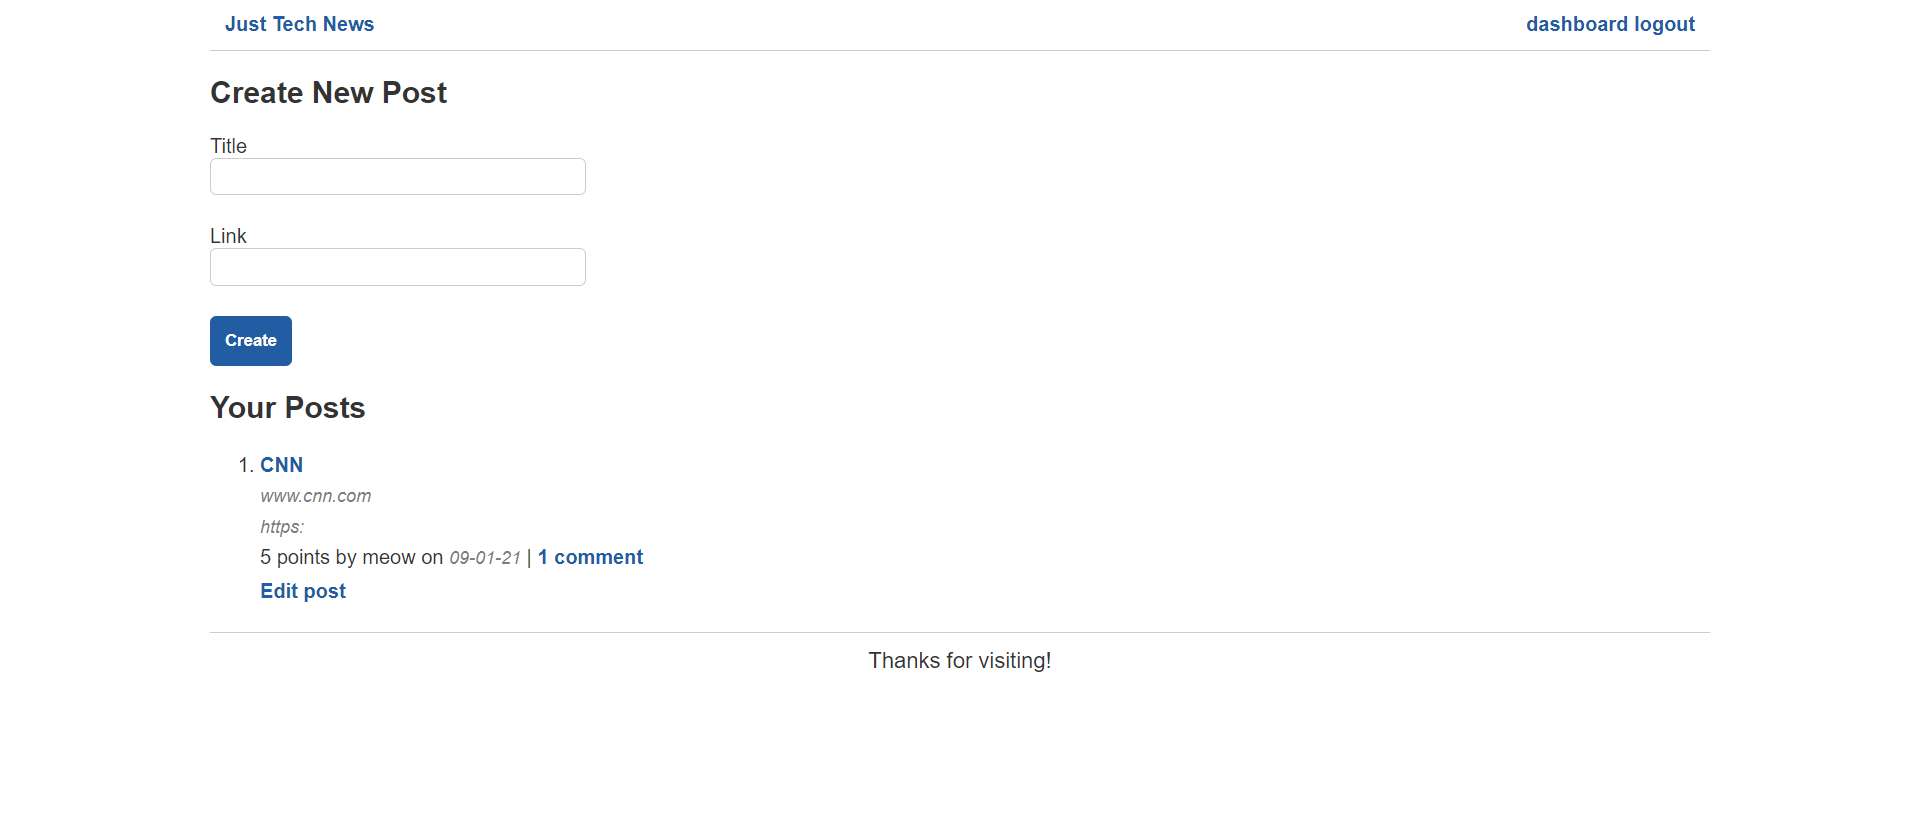 Just Tech News dashboard logout
Create New Post
Title
Link
Create
Your Posts
1. CNN
www.cnn.com
https:
5 points by meow on 09-01-21 | 1 comment
Edit post
Thanks for visiting!